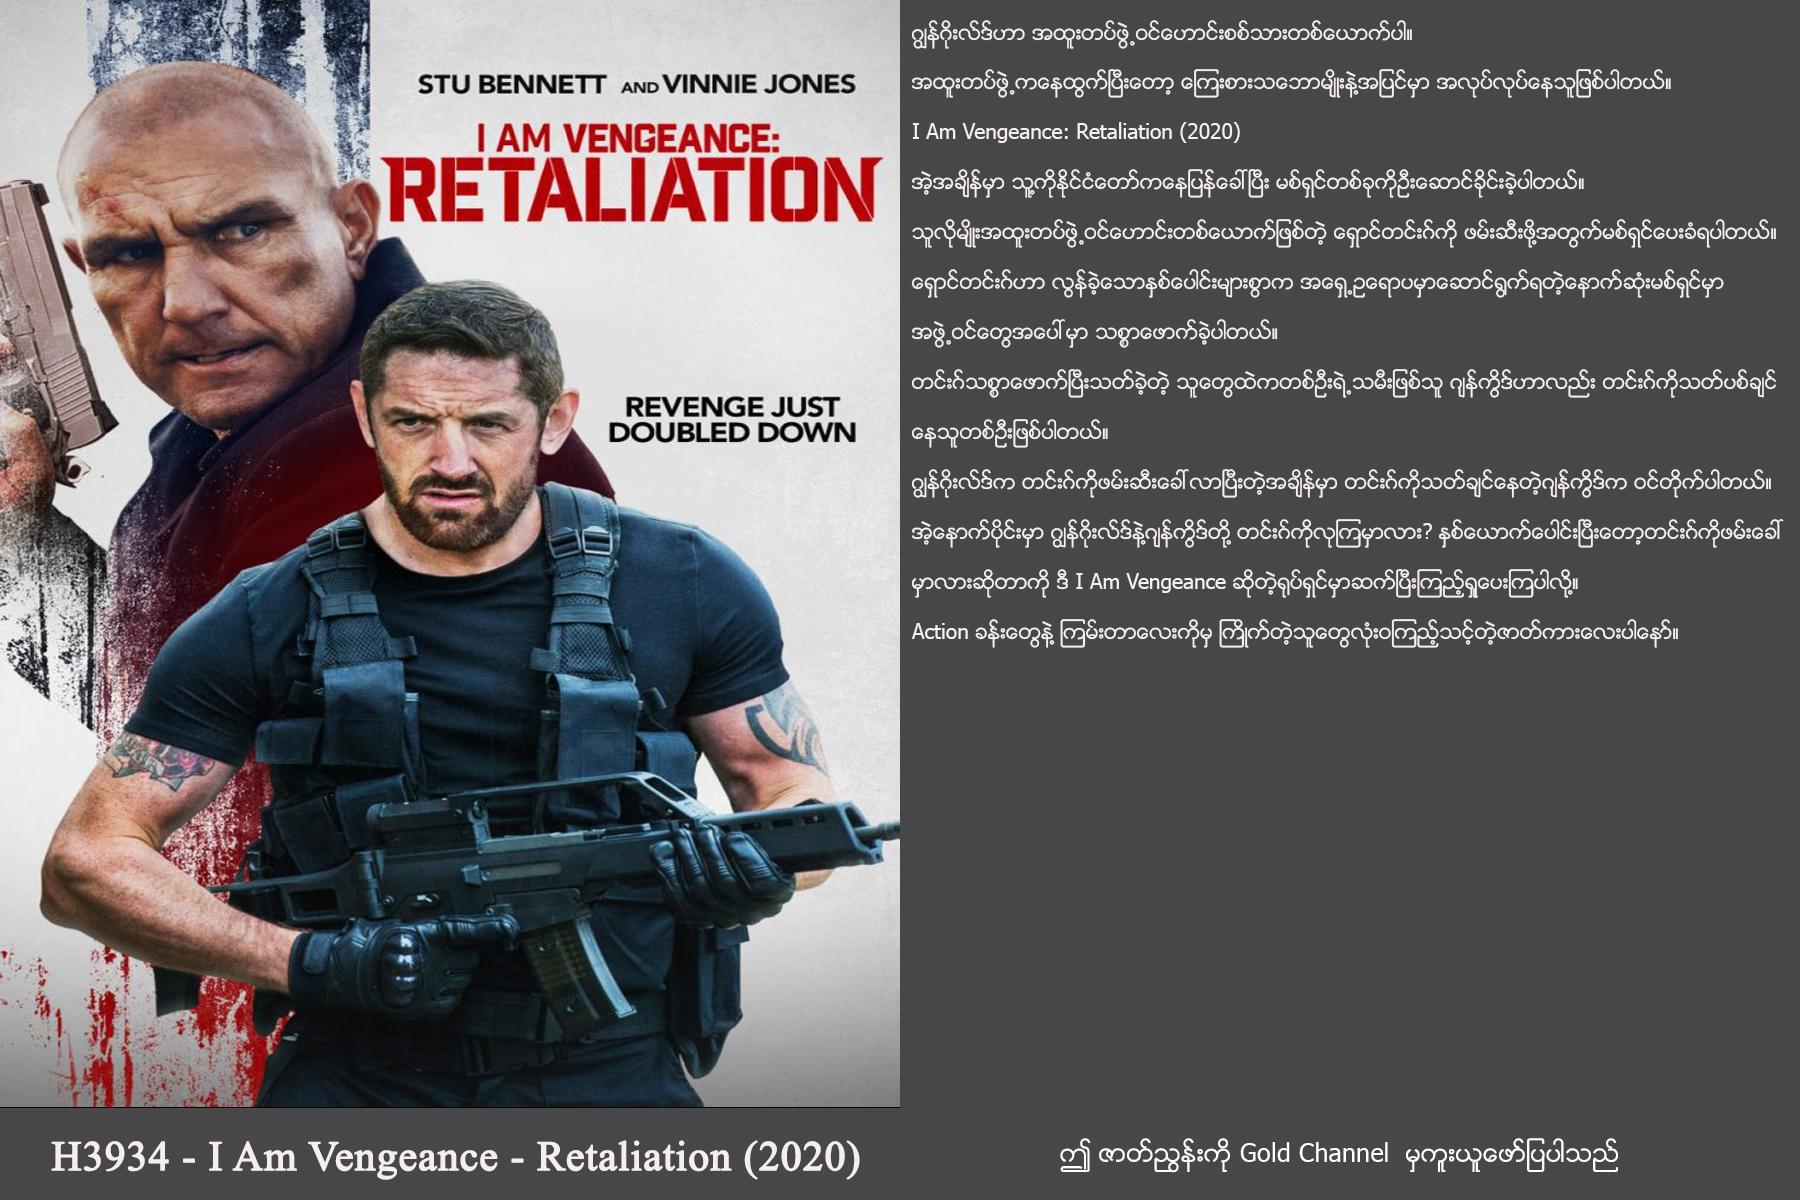 STU BENNETT AND VINNIE JONES
I AM VENGEANCE:
RETALIATION
REVENGE JUST
DOUBLED DOWN
H3934 - I Am Vengeance - Retaliation (2020)
ဂျွန်ဂိုးလ်ဒ်ဟာ အထူးတပ်ဖွဲ့ဝင်ဟောင်းစစ်သားတစ်ယောက်ပါ။
အထူးတပ်ဖွဲ့ကနေထွက်ပြီးတော့ ကြေးစားသဘောမျိုးနဲ့အပြင်မှာ အလုပ်လုပ်နေသူဖြစ်ပါတယ်။
I Am Vengeance: Retaliation (2020)
အဲ့အချိန်မှာ သူ့ကိုနိုင်ငံတော်ကနေပြန်ခေါ်ပြီး မစ်ရှင်တစ်ခုကိုဦးဆောင်ခိုင်းခဲ့ပါတယ်။
သူလိုမျိုးအထူးတပ်ဖွဲ့ဝင်ဟောင်းတစ်ယောက်ဖြစ်တဲ့ ရှောင်တင်းဂ်ကို ဖမ်းဆီးဖို့အတွက်မစ်ရှင်ပေးခံရပါတယ်။
ရှောင်တင်းဂ်ဟာ လွန်ခဲ့သောနှစ်ပေါင်းများစွာက အရှေ့ဥရောပမှာဆောင်ရွက်ရတဲ့နောက်ဆုံးမစ်ရှင်မှာ
အဖွဲ့ဝင်တွေအပေါ်မှာ သစ္စာဖောက်ခဲ့ပါတယ်။
တင်းဂ်သစ္စာဖောက်ပြီးသတ်ခဲ့တဲ့ သူတွေထဲကတစ်ဦးရဲ့သမီးဖြစ်သူ ဂျန်ကွိဒ်ဟာလည်း တင်းဂ်ကိုသတ်ပစ်ချင်
နေသူတစ်ဦးဖြစ်ပါတယ်။
ဂျွန်ဂိုးလ်ဒ်က တင်းဂ်ကိုဖမ်းဆီးခေါ်လာပြီးတဲ့အချိန်မှာ တင်းဂ်ကိုသတ်ချင်နေတဲ့ဂျန်ကွိဒ်က ဝင်တိုက်ပါတယ်။
အဲ့နောက်ပိုင်းမှာ ဂျွန်ဂိုးလ်ဒ်နဲ့ဂျန်ကွိဒ်တို့ တင်းဂ်ကိုလုကြမှာလား? နှစ်ယောက်ပေါင်းပြီးတော့တင်းဂ်ကိုဖမ်းခေါ်
မှာလားဆိုတာကို ဒီ I Am Vengeance ဆိုတဲ့ရုပ်ရှင်မှာဆက်ပြီးကြည့်ရှုပေးကြပါလို့။
Action ခန်းတွေနဲ့ ကြမ်းတာလေးကိုမှ ကြိုက်တဲ့သူတွေလုံးဝကြည့်သင့်တဲ့ဇာတ်ကားလေးပါနော်။
ဤ ဇာတ်ညွှန်းကို Gold Channel မှကူးယူဖော်ပြပါသည်